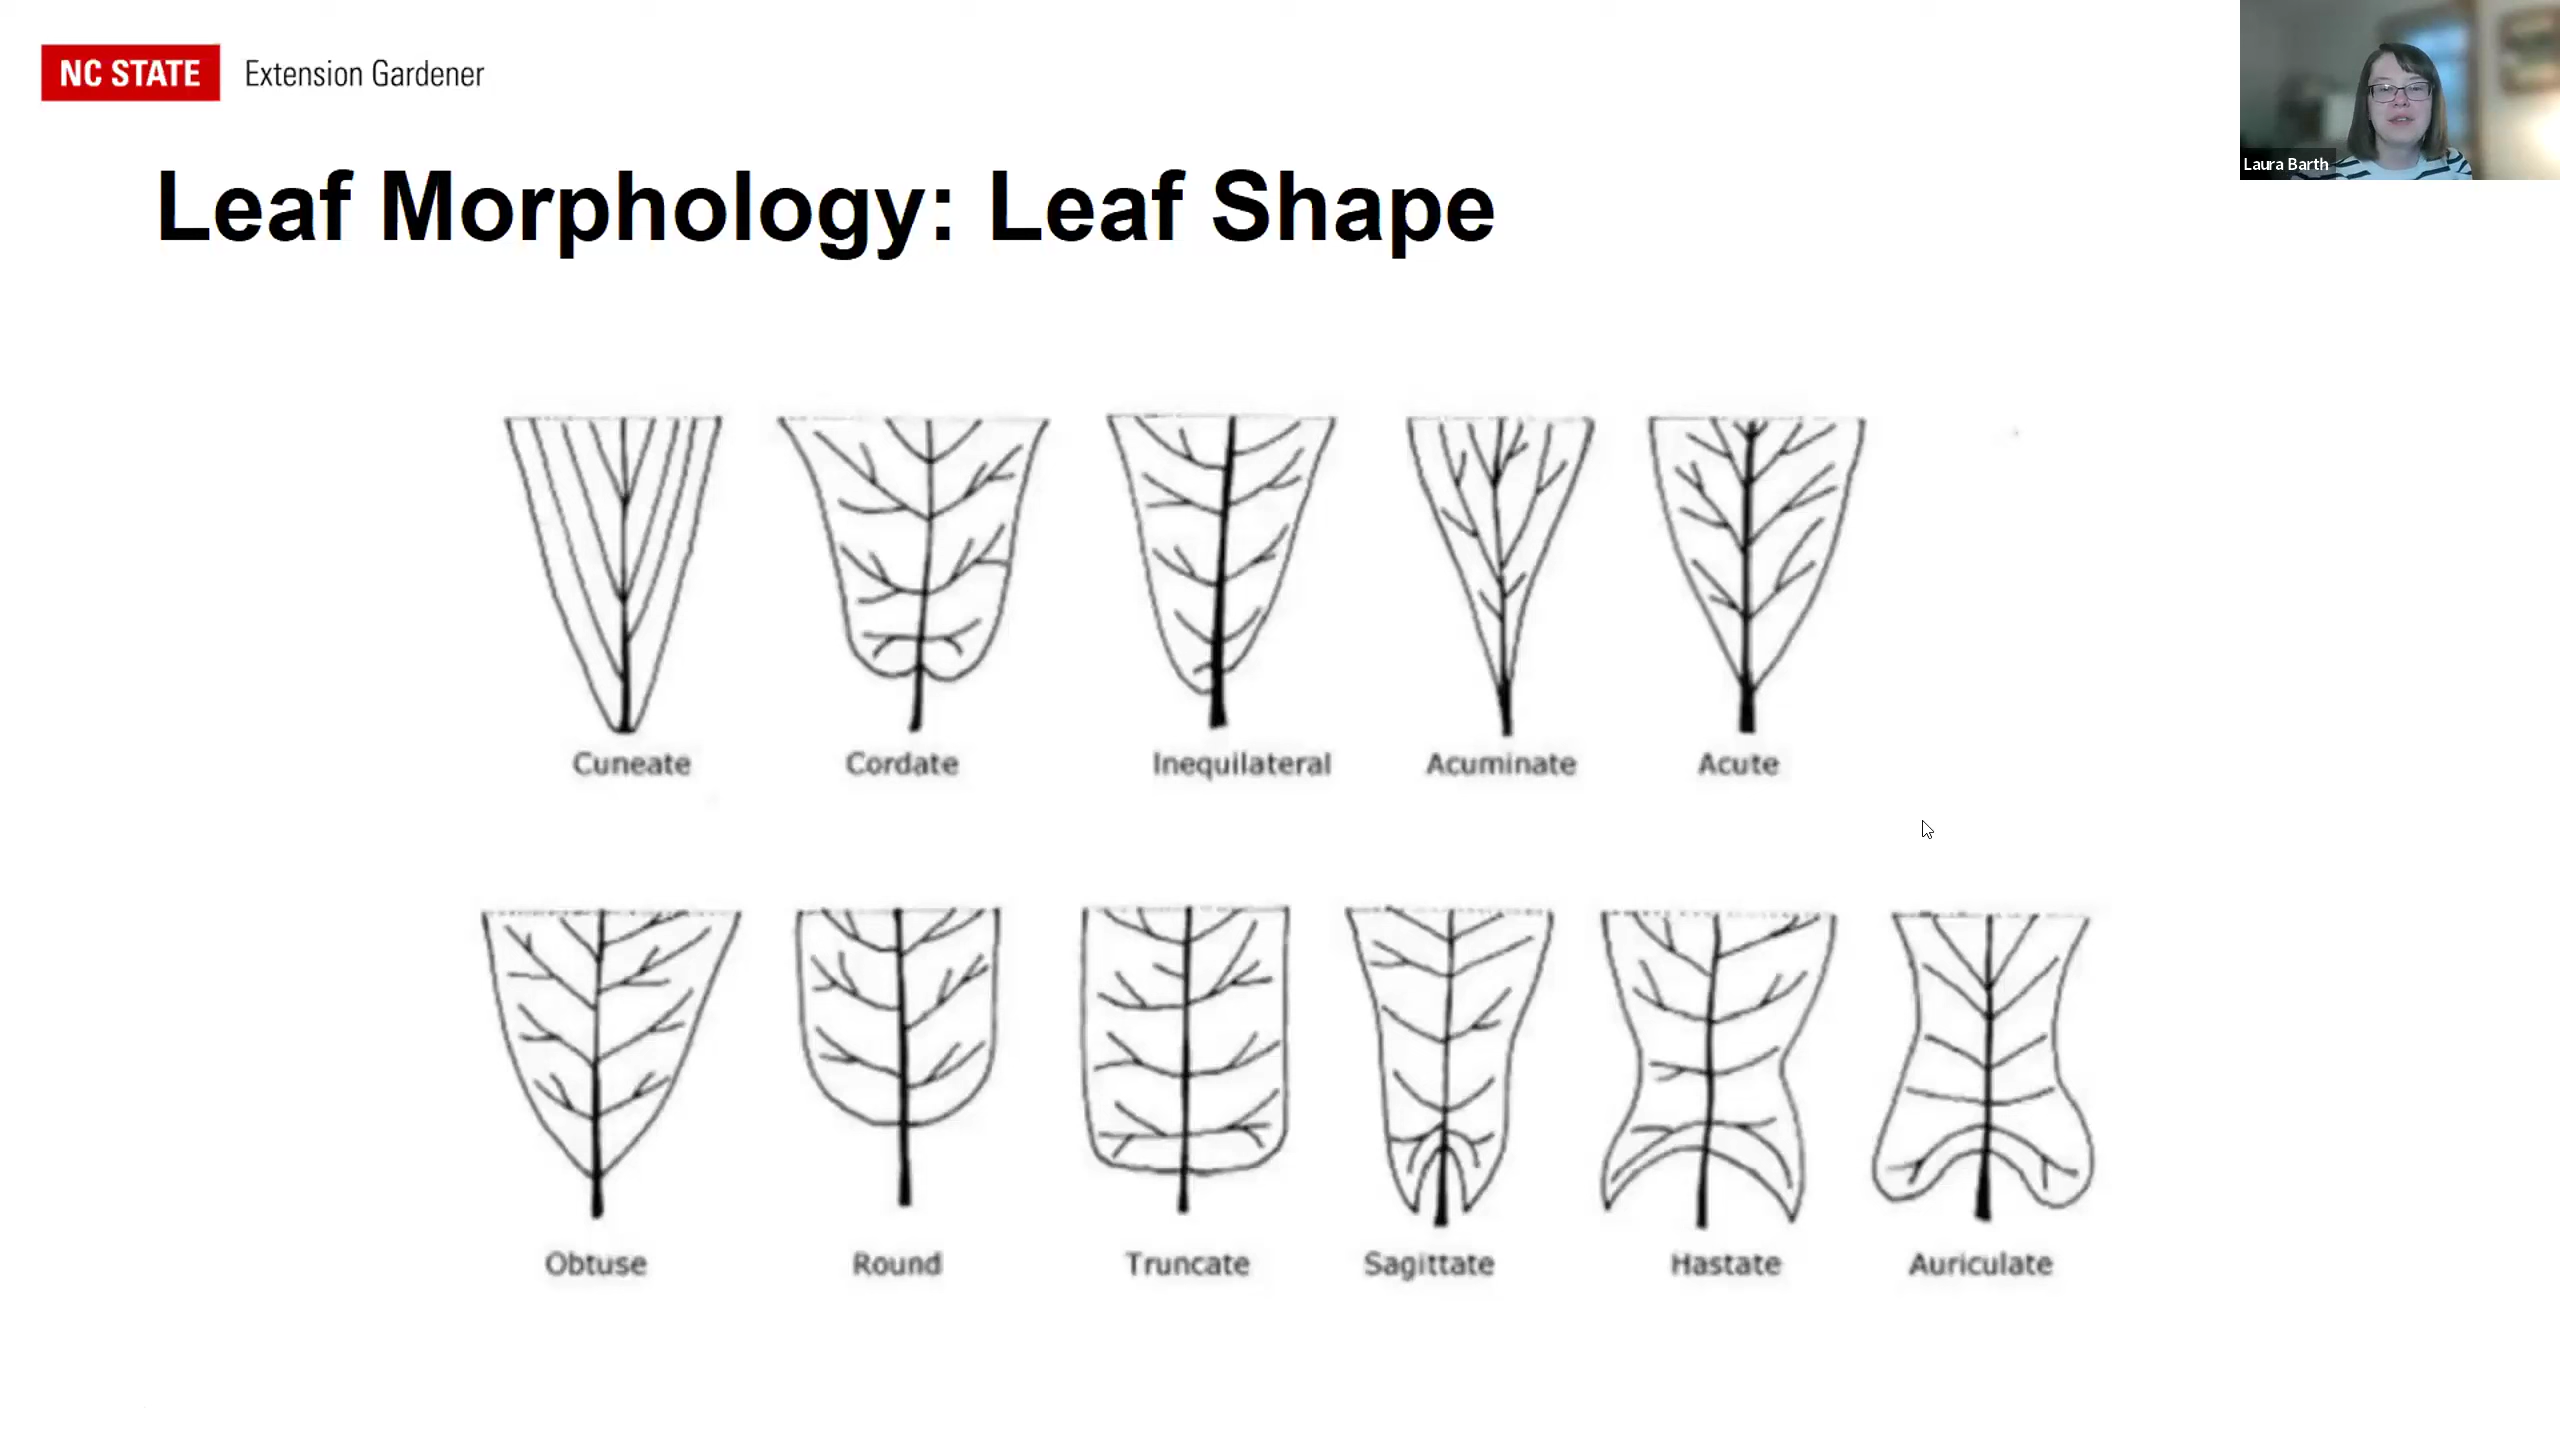 NC STATE Extension Gardener
Laura Barth
Leaf Morphology: Leaf Shape
Cuneate Cordate Inequilateral Acuminate Acute
Obtuse Round Truncate Sagittate Hastate Auriculate